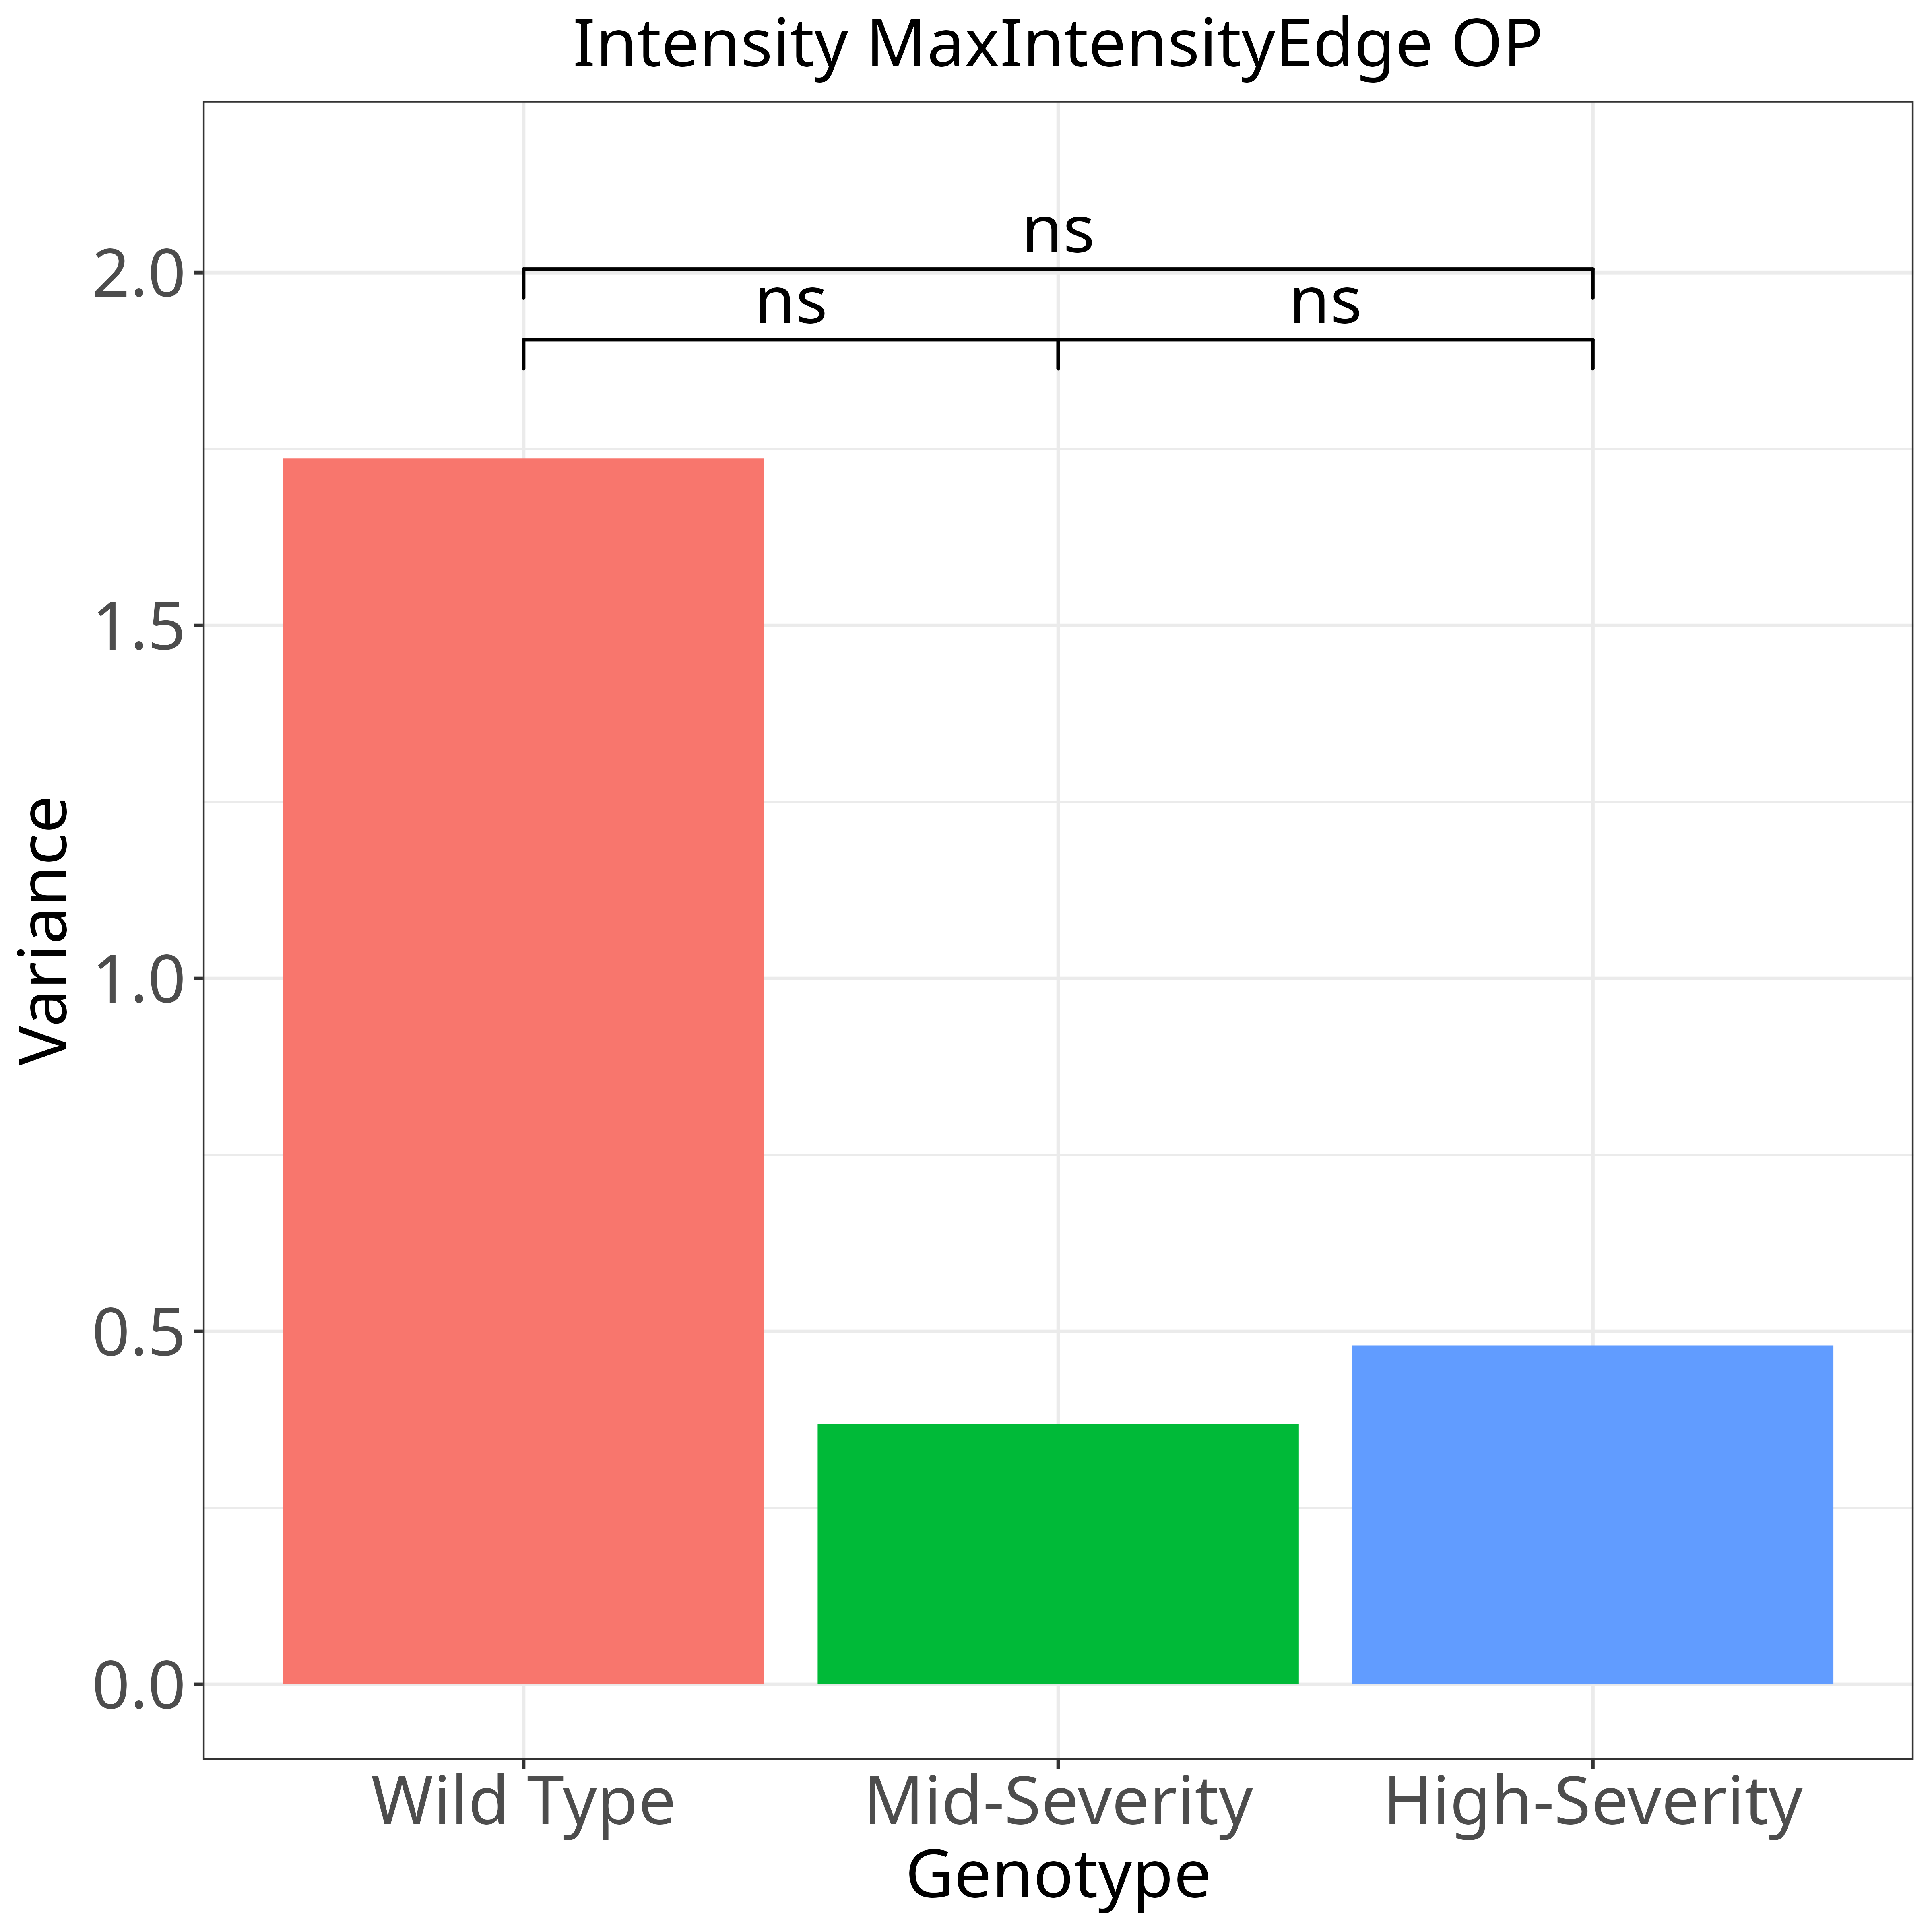 Intensity MaxIntensityEdge OP
ns
ns ns
2.0
1.5
1.0
0.5
0.0
Variance
Wild Type Mid-Severity High-Severity
Genotype